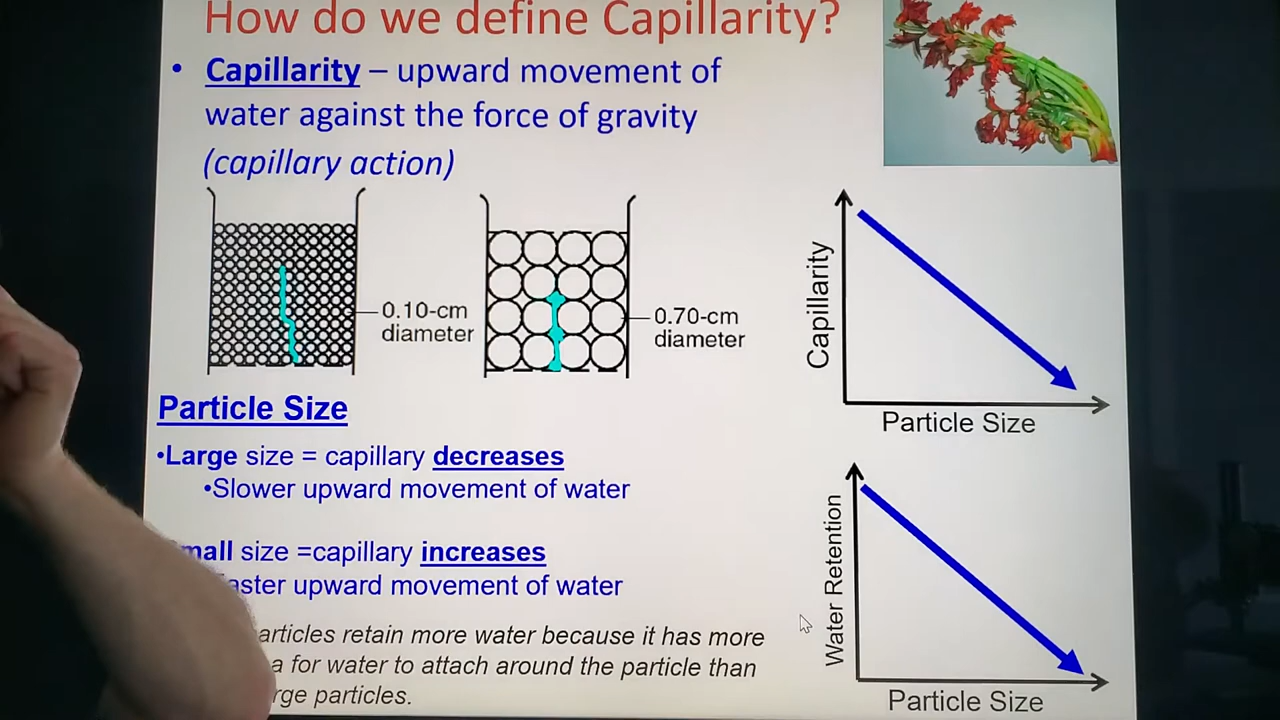 How do we define Capillarity?
• Capillarity – upward movement of
water against the force of gravity
(capillary action)
0.10-cm
diameter
0.70-cm
diameter
Capillarity
Particle Size
Particle Size
•Large size = capillary decreases
•Slower upward movement of water
mall size =capillary increases
aster upward movement of water
articles retain more water because it has more
a for water to attach around the particle than
rge particles.
Water Retention
Particle Size